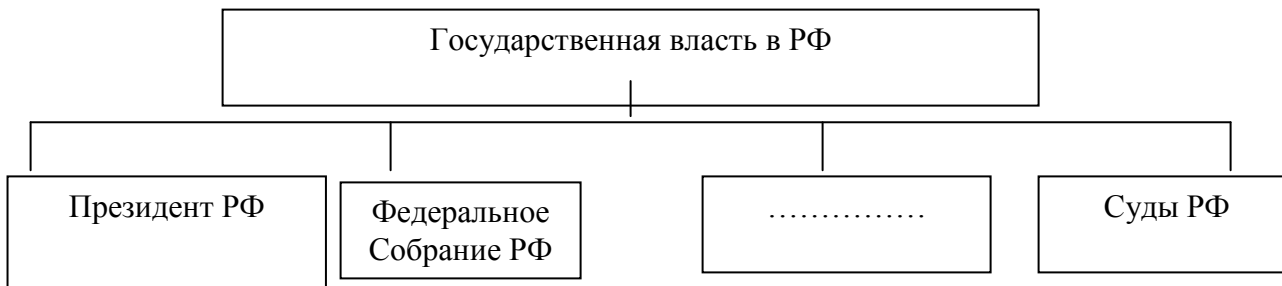 Государственная власть в РФ
Президент РФ
Федеральное
Собрание РФ
……………
Суды РФ